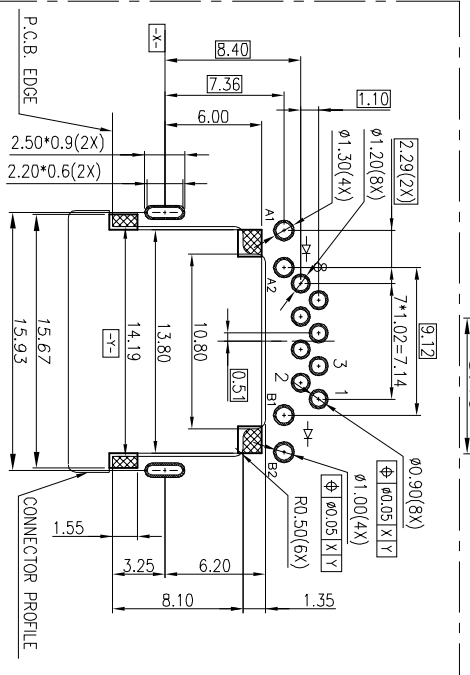 8.40
7.36
1.10
6.00
-X-
P.C.B. EDGE
2.50*0.9(2X)
2.20*0.6(2X)
ø1.30(4X)
ø1.20(8X)
2.29(2X)
A1
A2
8
7*1.02=7.14
9.12
3
2
1
B1
B2
15.93
15.67
-Y-
14.19
13.80
10.80
0.51
ø0.90(8X)
⌖ ø0.05 X Y
ø1.00(4X)
⌖ ø0.05 X Y
R0.50(6X)
1.55
3.25
6.20
8.10
1.35
CONNECTOR PROFILE